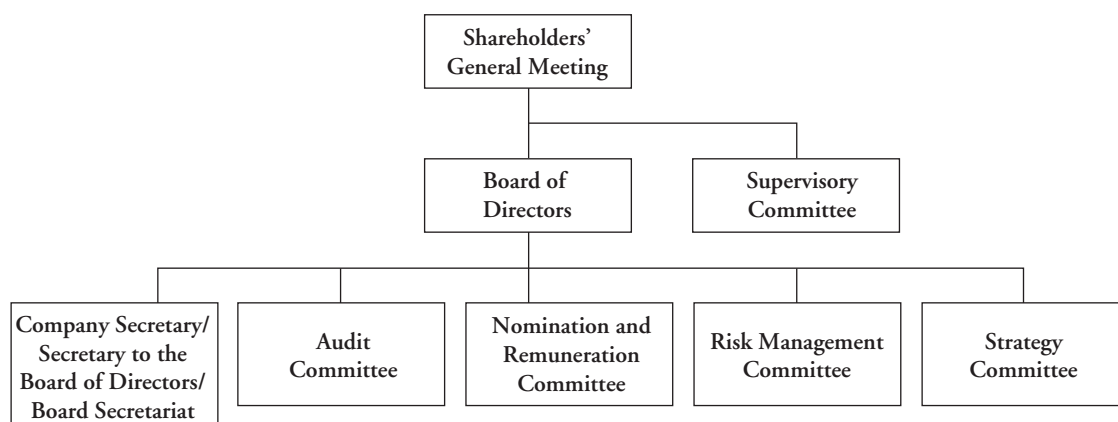 Shareholders’
General Meeting
Board of
Directors
Supervisory
Committee
Company Secretary/
Secretary to the
Board of Directors/
Board Secretariat
Audit
Committee
Nomination and
Remuneration
Committee
Risk Management
Committee
Strategy
Committee